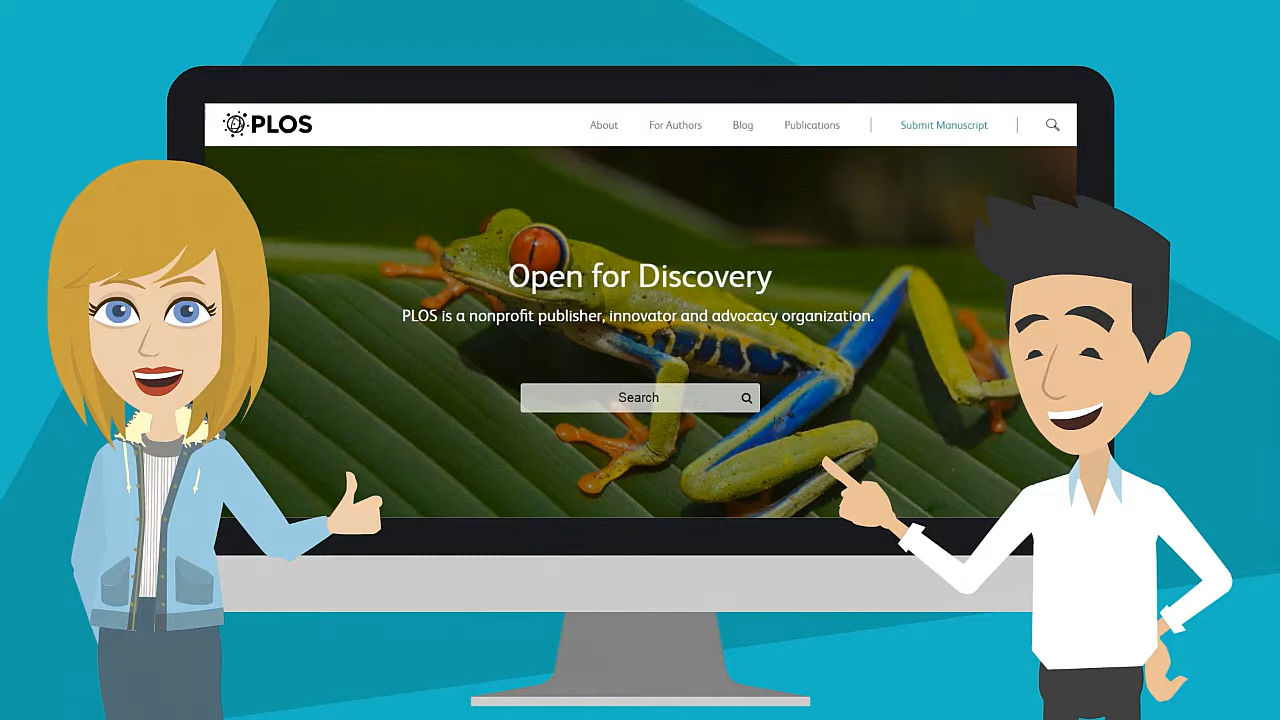 PLOS
About For Authors Blog Publications Submit Manuscript
Open for Discovery
PLOS is a nonprofit publisher, innovator and advocacy organization.
Search